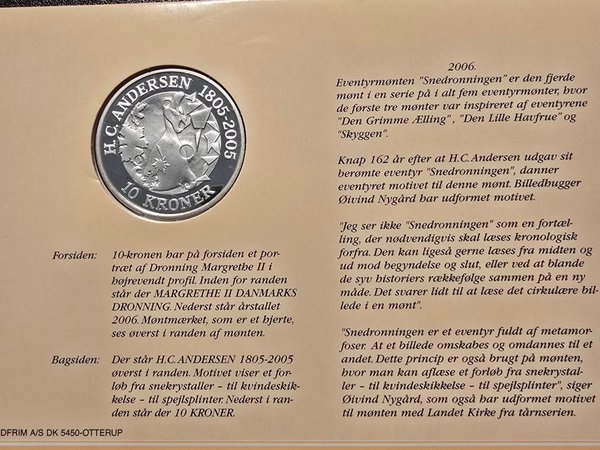 H.C. ANDERSEN 1805-2005
10 KRONER
Forsiden: 10-kronen har på forsiden et por-
træt af Dronning Margrethe II i
højrevendt profil. Inden for randen
står der MARGRETHE II DANMARKS
DRONNING. Nederst står årstallet
2006. Møntmærket, som er et hjerte,
ses øverst i randen af mønten.
Bagsiden: Der står H.C. ANDERSEN 1805-2005
øverst i randen. Motivet viser et for-
løb fra snekrystaller - til kvindeskik-
kelse - til spejlsplinter. Nederst i ran-
den står der 10 KRONER.
DFRIM A/S DK 5450-OTTERUP
2006.
Eventyrmønten "Snedronningen" er den fjerde
mønt i en serie på i alt fem eventyrmønter, hvor
de første tre mønter var inspireret af eventyrene
"Den Grimme Ælling" , "Den Lille Havfrue" og
"Skyggen".
Knap 162 år efter at H.C. Andersen udgav sit
berømte eventyr "Snedronningen", danner
eventyret motivet til denne mønt. Billedhugger
Øivind Nygård har udformet motivet.
"Jeg ser ikke "Snedronningen" som en fortæl-
ling, der nødvendigvis skal læses kronologisk
forfra. Den kan ligeså gerne læses fra midten og
ud mod begyndelse og slut, eller ved at blande
de syv historiers rækkefølge sammen på en ny
måde. Det svarer lidt til at læse det cirkulære bil-
lede i en mønt".
"Snedronningen er et eventyr fuldt af metamor-
foser. At et billede omskabes og omdannes til et
andet. Dette princip er også brugt på mønten,
hvor man kan aflæse et forløb fra snekrystal-
ler - til kvindeskikkelse - til spejlsplinter", siger
Øivind Nygård, som også har udformet motivet
til mønten med Landet Kirke fra tårnserien.